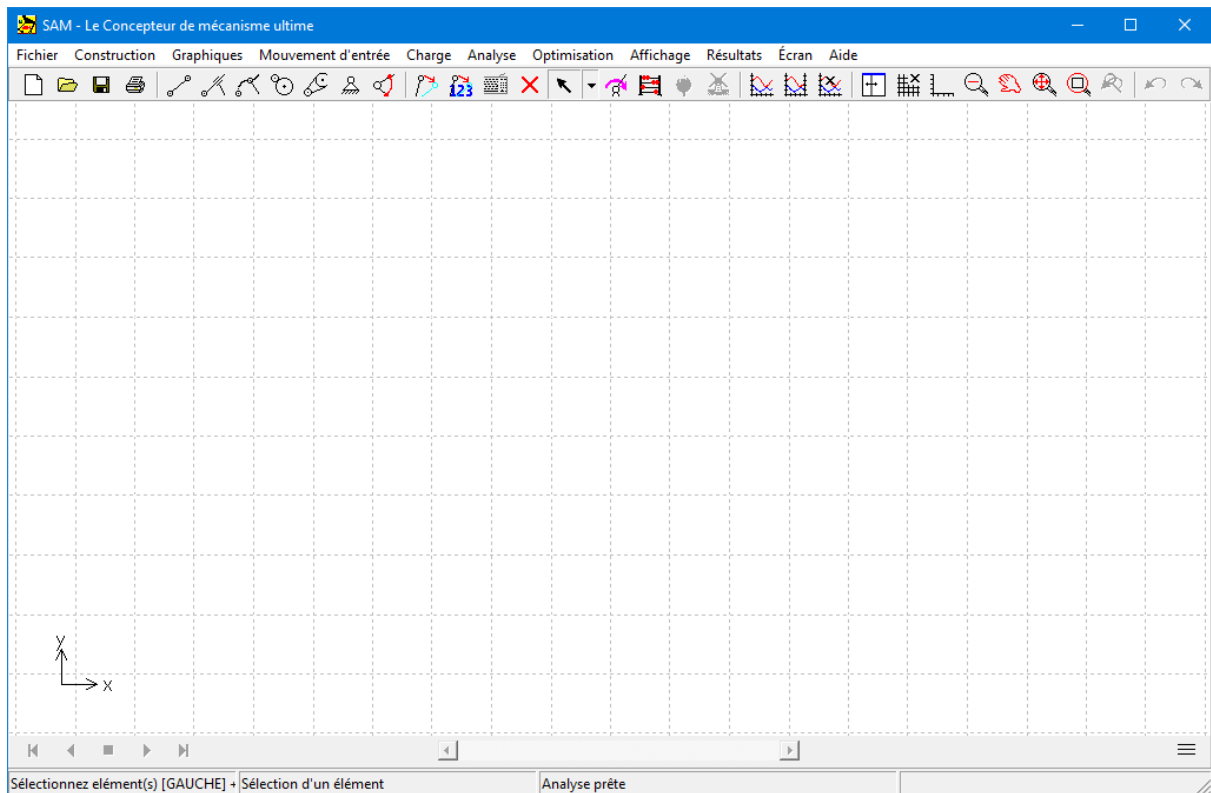 SAM - Le Concepteur de mécanisme ultime
Fichier Construction Graphiques Mouvement d'entrée Charge Analyse Optimisation Affichage Résultats Écran Aide
123
y
x
Sélectionnez elément(s) [GAUCHE] + Sélection d'un élément Analyse prête